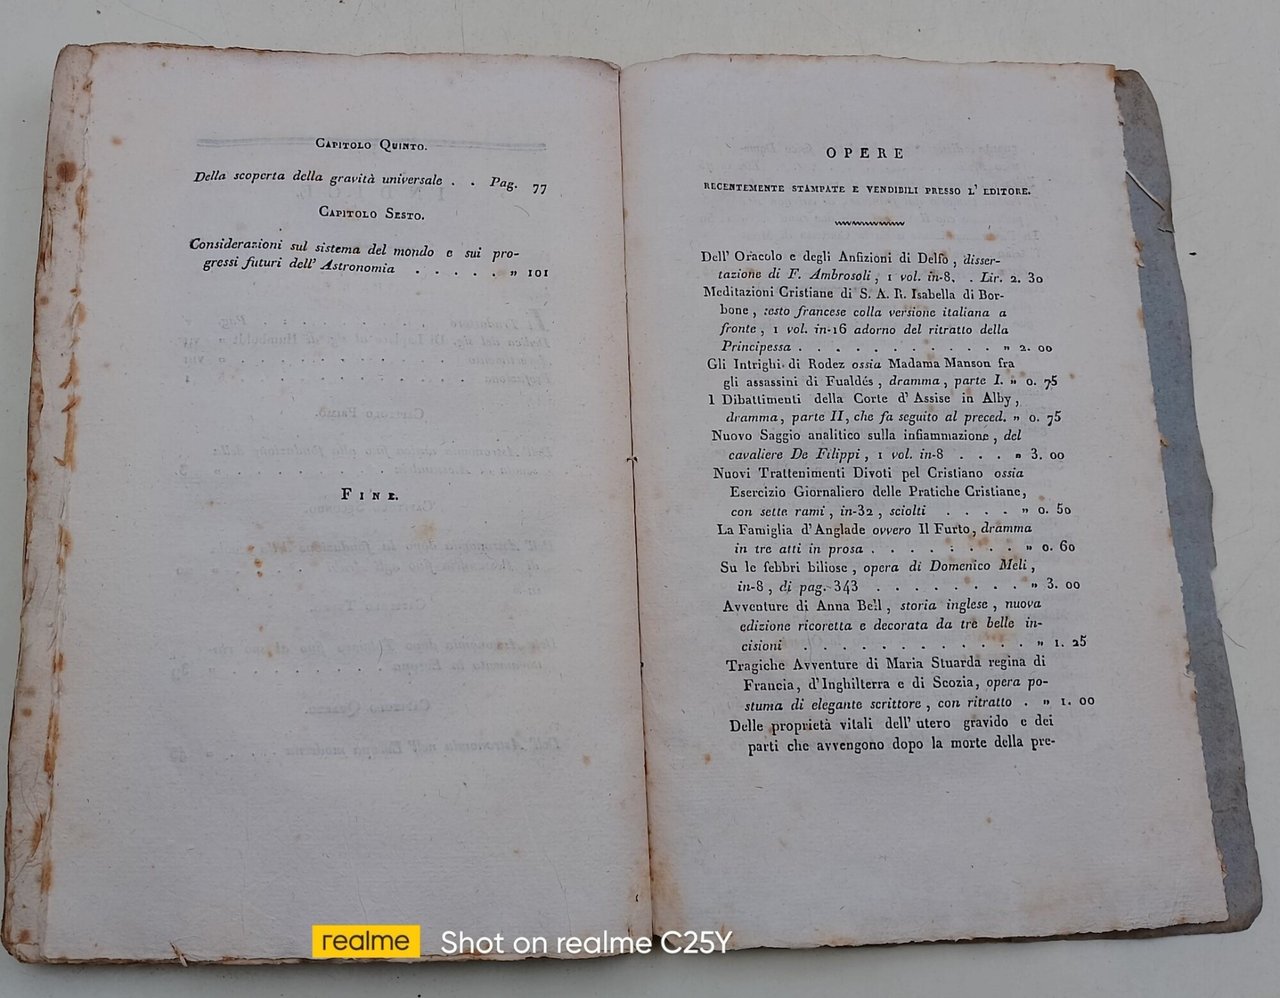 CAPITOLO QUINTO.
Della scoperta della gravità universale . . Pag. 77
CAPITOLO SESTO.
Considerazioni sul sistema del mondo e sui pro-
gressi futuri dell' Astronomia . . . . . " 101
FINE.
OPERE
RECENTEMENTE STAMPATE E VENDIBILI PRESSO L' EDITORE.
Dell' Oracolo e degli Anfizioni di Delfo, disser-
tazione di F. Ambrosoli, 1 vol. in-8. . Lir. 2. 30
Meditazioni Cristiane di S. A. R. Isabella di Bor-
bone, testo francese colla versione italiana a
fronte, 1 vol. in-16 adorno del ritratto della
Principessa . . . . . . . . . . . " 2. 00
Gli Intrighi di Rodez ossia Madama Manson fra
gli assassini di Fualdés, dramma, parte I. " 0. 75
I Dibattimenti della Corte d' Assise in Alby,
dramma, parte II, che fa seguito al preced. " 0. 75
Nuovo Saggio analitico sulla infiammazione, del
cavaliere De Filippi, 1 vol. in-8 . . . " 3. 00
Nuovi Trattenimenti Divoti pel Cristiano ossia
Esercizio Giornaliero delle Pratiche Cristiane,
con sette rami, in-32, sciolti . . . . " 0. 50
La Famiglia d'Anglade ovvero Il Furto, dramma
in tre atti in prosa . . . . . . . . " 0. 60
Su le febbri biliose, opera di Domenico Meli,
in-8, di pag. 343 . . . . . . . . . " 3. 00
Avventure di Anna Bell, storia inglese, nuova
edizione ricoretta e decorata da tre belle in-
cisioni . . . . . . . . . . . . " 1. 25
Tragiche Avventure di Maria Stuarda regina di
Francia, d'Inghilterra e di Scozia, opera po-
stuma di elegante scrittore, con ritratto . " 1. 00
Delle proprietà vitali dell' utero gravido e dei
parti che avvengono dopo la morte della pre-
realme Shot on realme C25Y